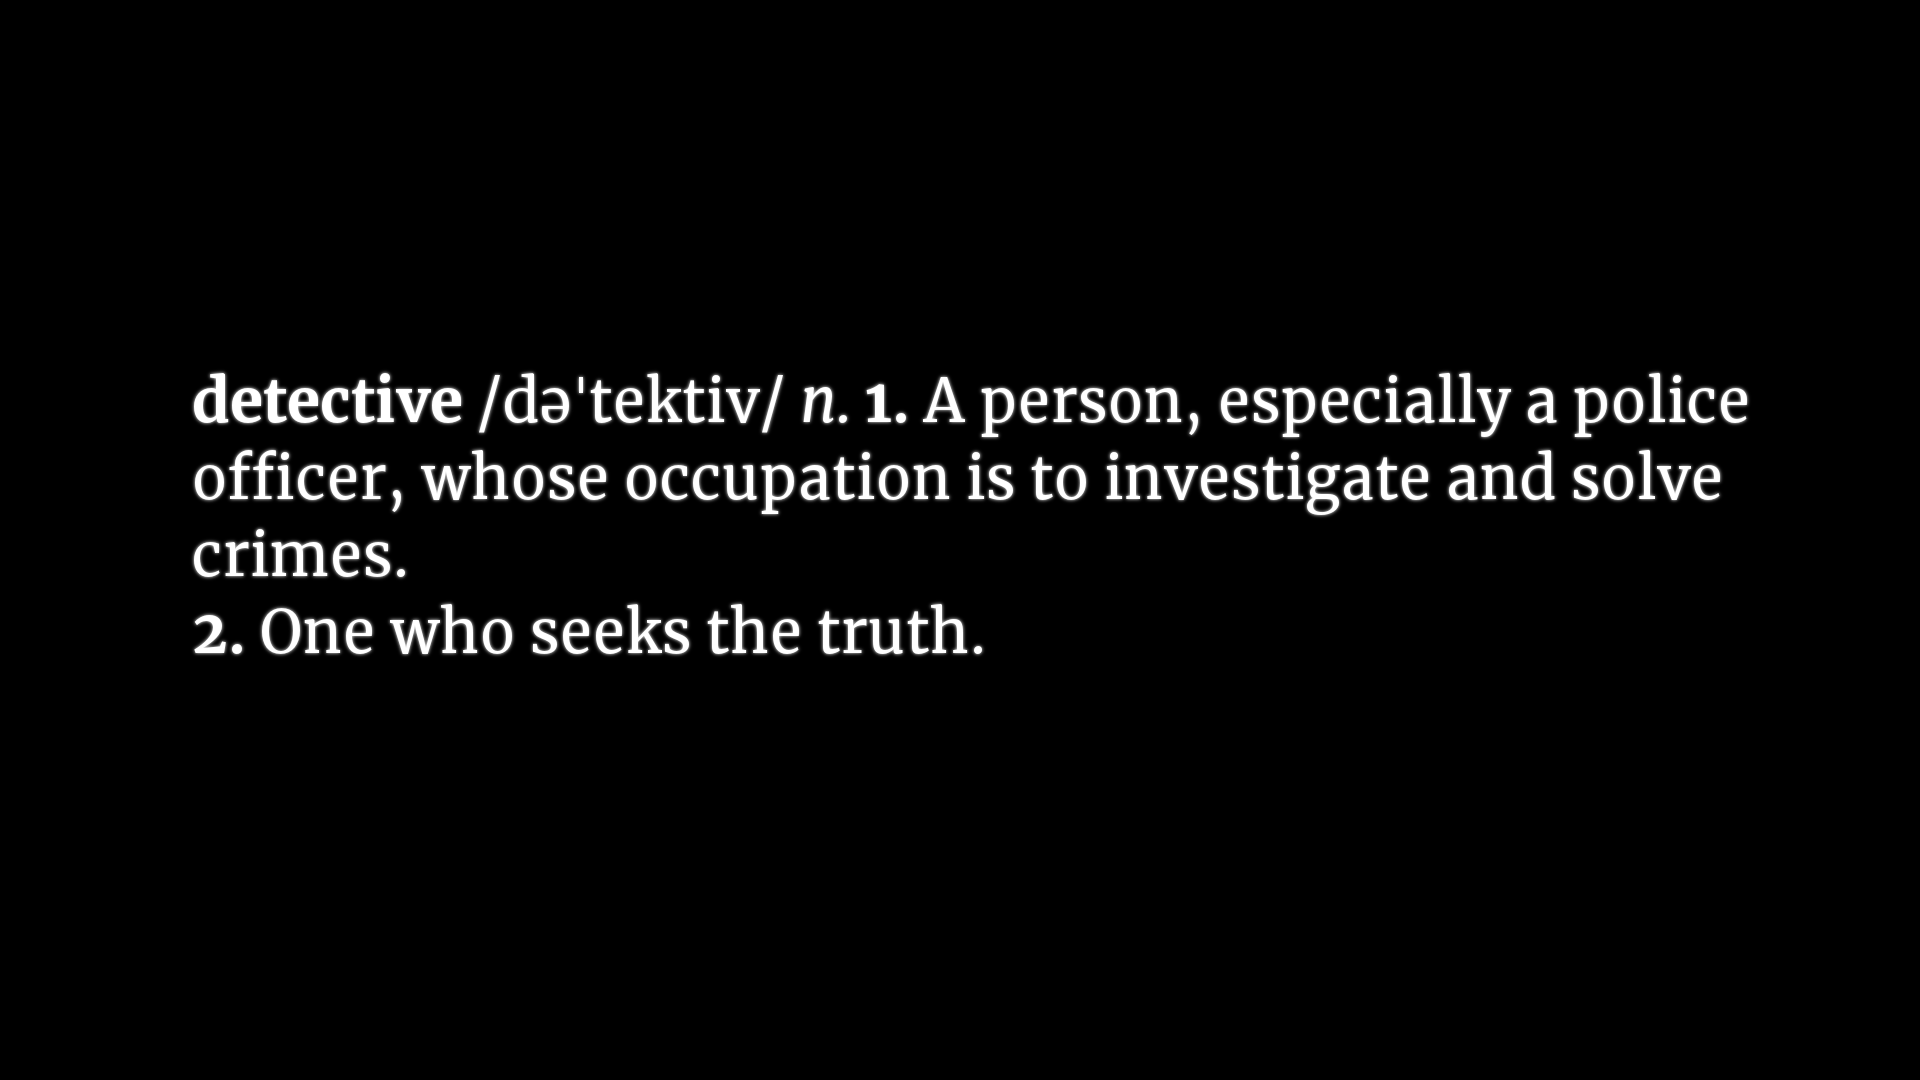 detective /də'tektiv/ n. 1. A person, especially a police
officer, whose occupation is to investigate and solve
crimes.
2. One who seeks the truth.